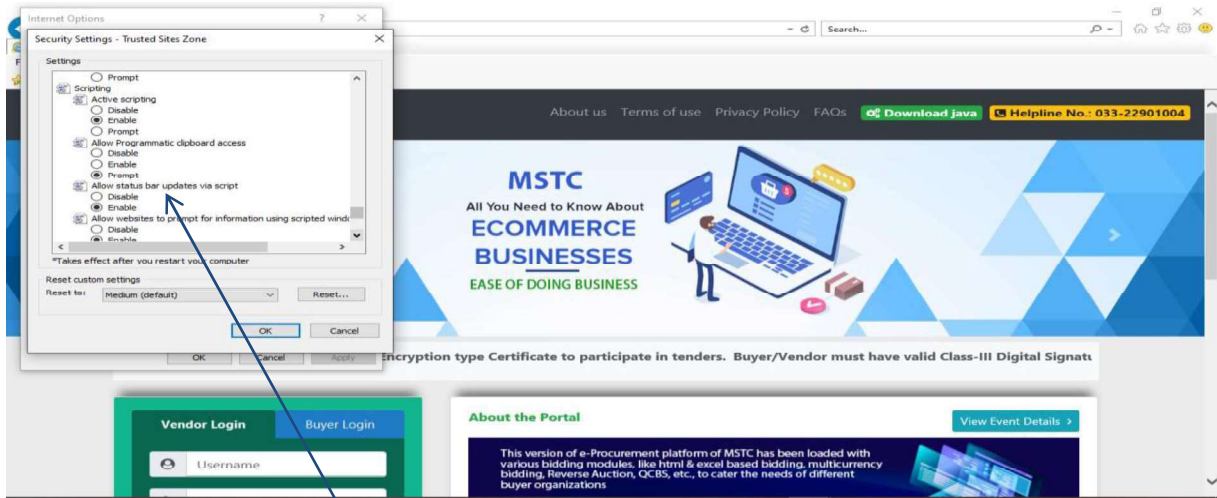 Internet Options
?
Search...
Security Settings - Trusted Sites Zone
Settings
Prompt
Scripting
Active scripting
Disable
Enable
Prompt
Allow Programmatic clipboard access
Disable
Enable
Prompt
Allow status bar updates via script
Disable
Enable
Allow websites to prompt for information using scripted windo
Disable
Enable
*Takes effect after you restart your computer
Reset custom settings
Reset to:
Medium (default)
Reset...
OK
Cancel
OK
Cancel
Apply
About us
Terms of use
Privacy Policy
FAQs
Download java
Helpline No.: 033-22901004
MSTC
All You Need to Know About
ECOMMERCE
BUSINESSES
EASE OF DOING BUSINESS
Encryption type Certificate to participate in tenders. Buyer/Vendor must have valid Class-III Digital Signatu
Vendor Login
Buyer Login
Username
About the Portal
View Event Details >
This version of e-Procurement platform of MSTC has been loaded with
various bidding modules, like html & excel based bidding, multicurrency
bidding, Reverse Auction, QCBS, etc., to cater the needs of different
buyer organizations